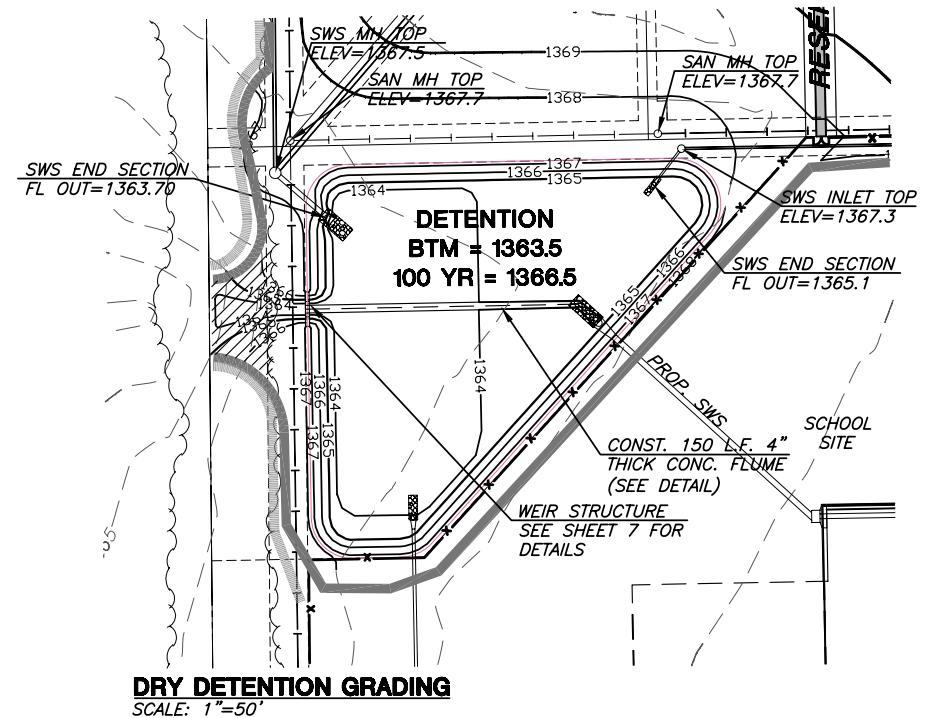 SWS MH TOP
ELEV=1367.5
SAN MH TOP
ELEV=1367.7
1369
1368
SAN MH TOP
ELEV=1367.7
SWS END SECTION
FL OUT=1363.70
1367
1366
1365
1364
DETENTION
BTM = 1363.5
100 YR = 1366.5
SWS INLET TOP
ELEV=1367.3
SWS END SECTION
FL OUT=1365.1
1366
1368
1365
1367
1364
1364
1366
1367
1365
1367
PROP. SWS
SCHOOL
SITE
CONST. 150 L.F. 4"
THICK CONC. FLUME
(SEE DETAIL)
WEIR STRUCTURE
SEE SHEET 7 FOR
DETAILS
DRY DETENTION GRADING
SCALE: 1"=50'